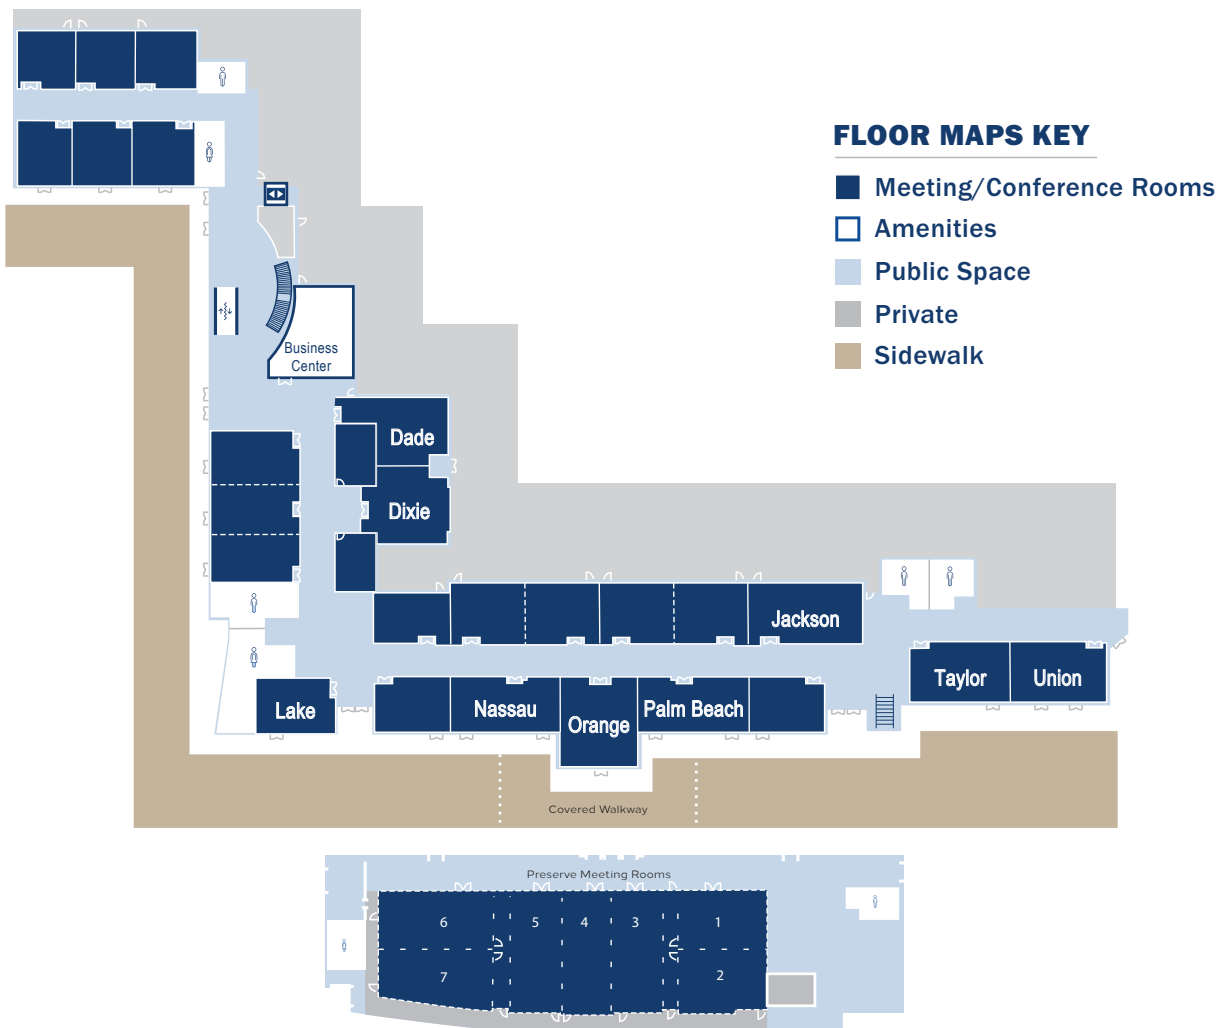 FLOOR MAPS KEY
Meeting/Conference Rooms
Amenities
Public Space
Private
Sidewalk
Business
Center
Dade
Dixie
Jackson
Taylor
Union
Lake
Nassau
Orange
Palm Beach
Covered Walkway
Preserve Meeting Rooms
6
5
4
3
1
7
2